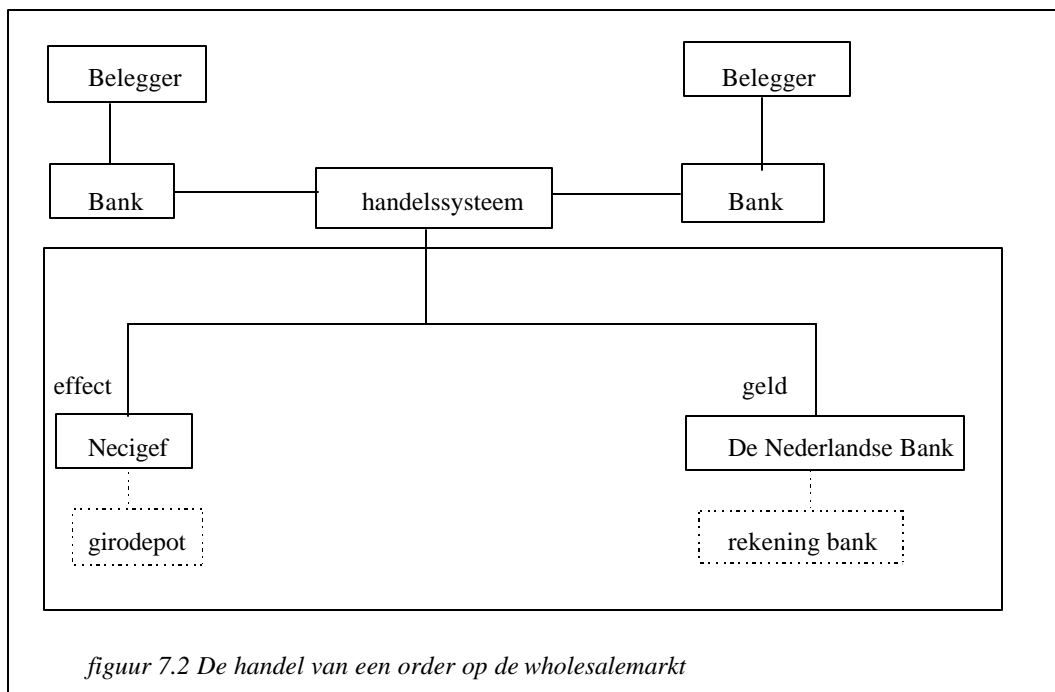 Belegger
Belegger
Bank
handelssysteem
Bank
effect
geld
Necigef
De Nederlandse Bank
girodepot
rekening bank
figuur 7.2 De handel van een order op de wholesalemarkt